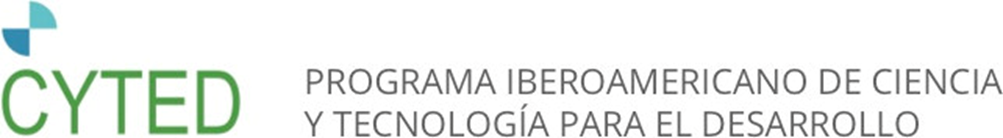 CYTED
PROGRAMA IBEROAMERICANO DE CIENCIA
Y TECNOLOGÍA PARA EL DESARROLLO